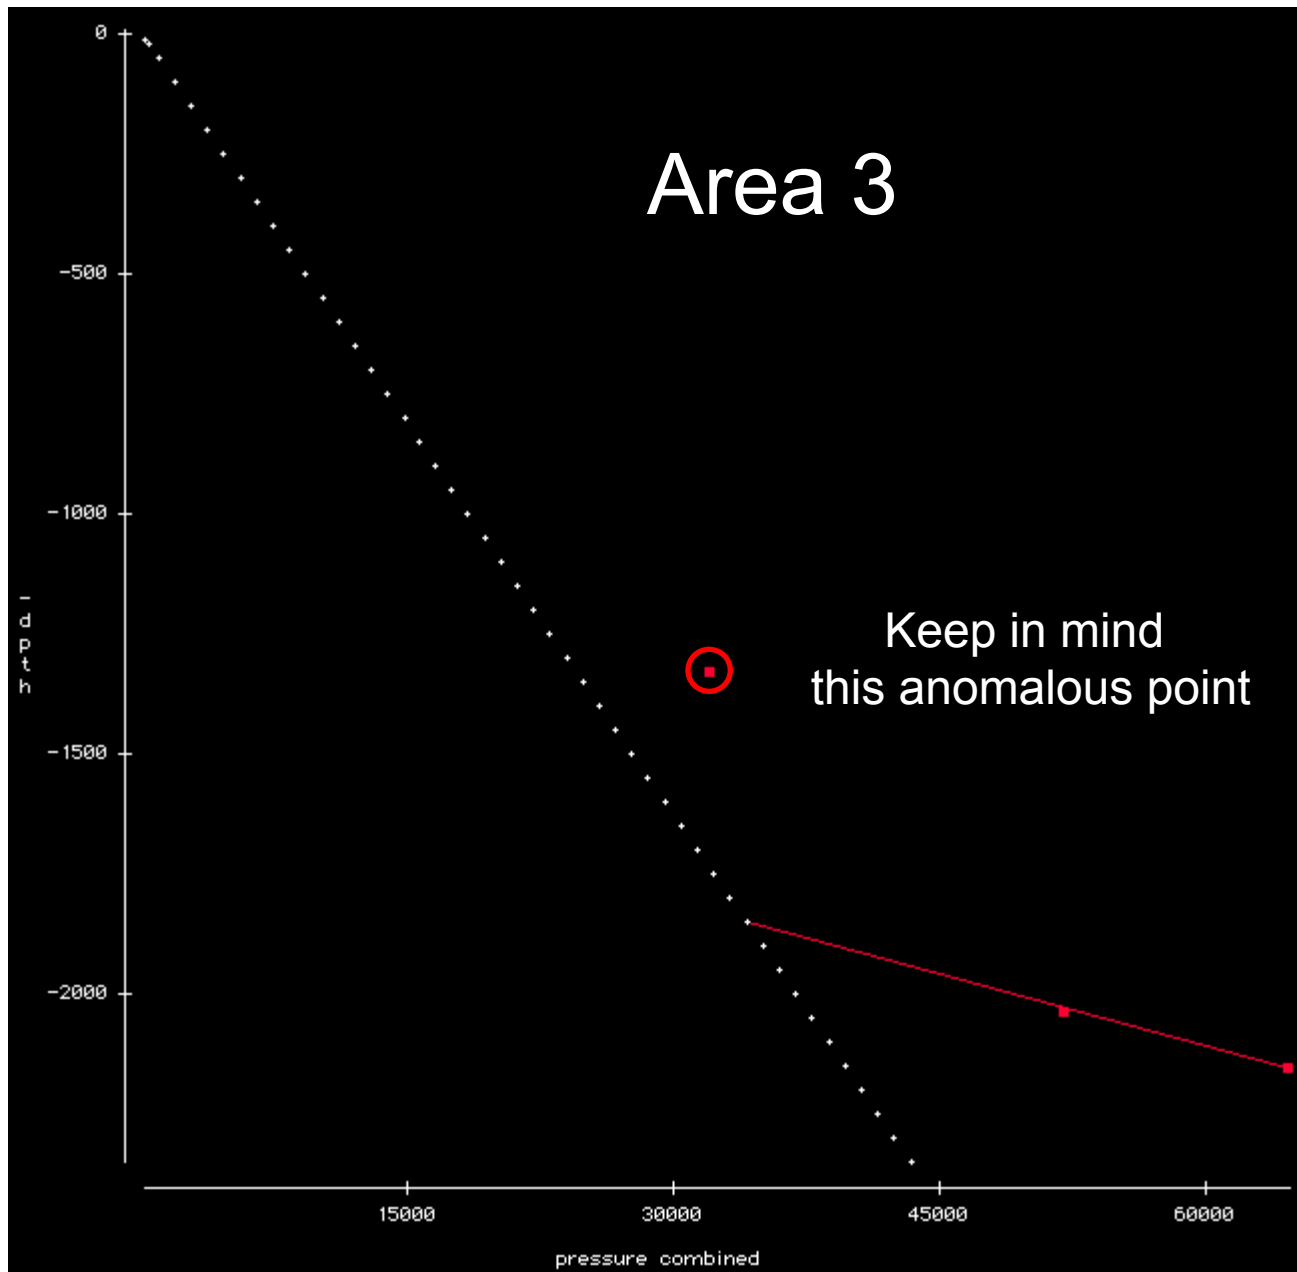 0
Area 3
-500
-1000
- dpth
Keep in mind
this anomalous point
-1500
-2000
15000 30000 45000 60000
pressure combined